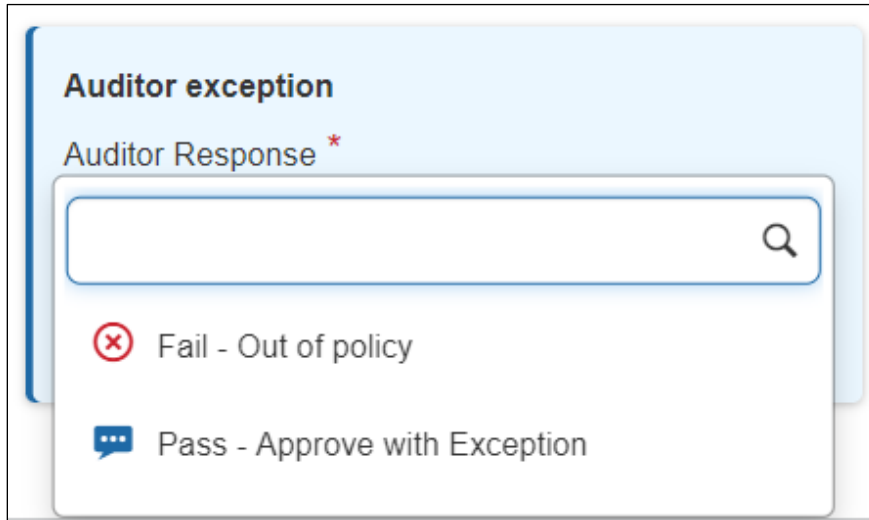 Auditor exception
Auditor Response *
Fail - Out of policy
Pass - Approve with Exception